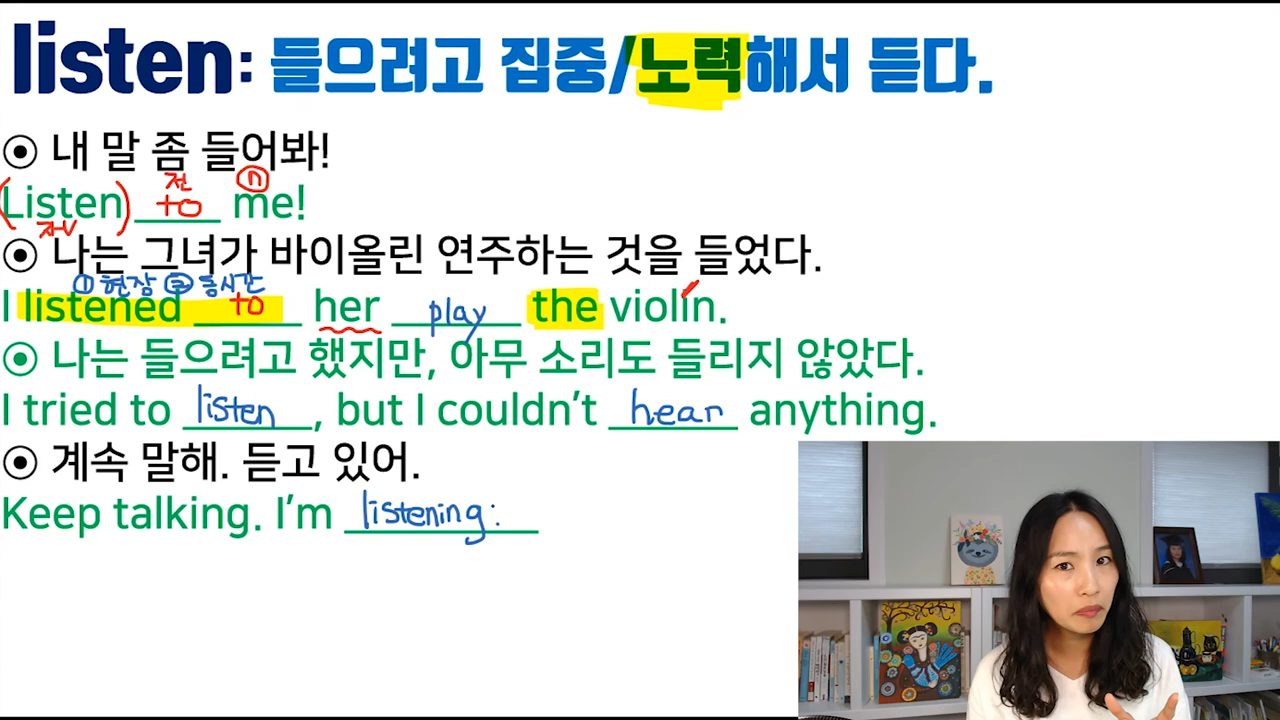 listen: 들으려고 집중/노력해서 듣다.
⦿ 내 말 좀 들어봐!
전 n
(Listen) to me!
자V
⦿ 나는 그녀가 바이올린 연주하는 것을 들었다.
① 현장 ② 동시간
I listened to her play the violin.
⦿ 나는 들으려고 했지만, 아무 소리도 들리지 않았다.
I tried to listen, but I couldn't hear anything.
⦿ 계속 말해. 듣고 있어.
Keep talking. I'm listening: